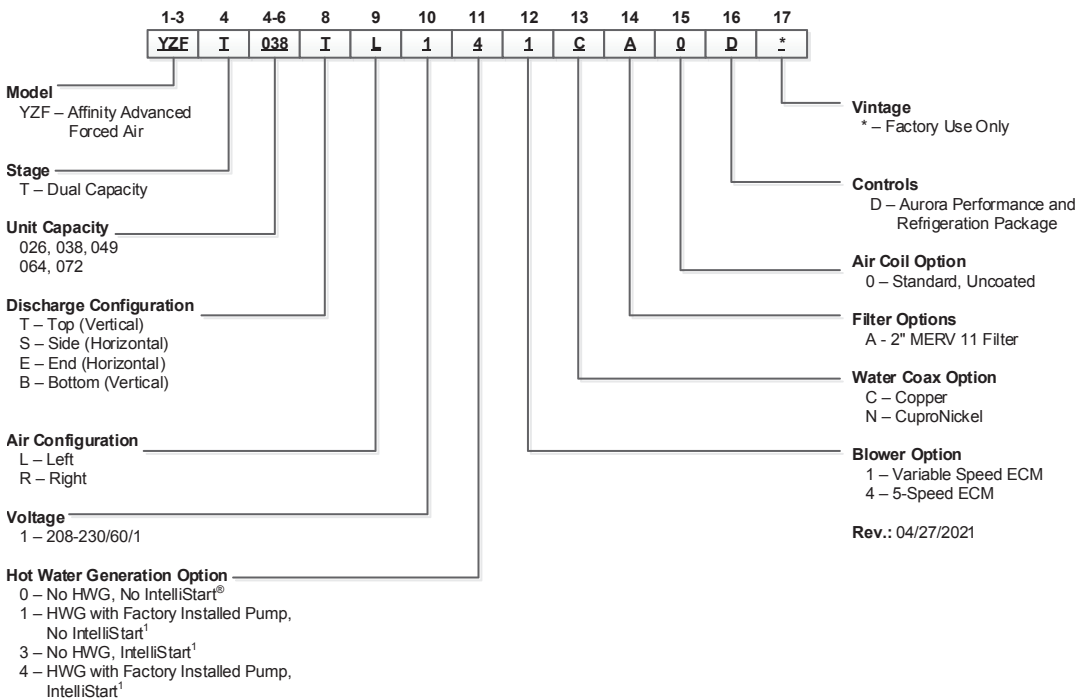 1-3 4 4-6 8 9 10 11 12 13 14 15 16 17
YZF T 038 T L 1 4 1 C A 0 D *
Model
YZF – Affinity Advanced
Forced Air
Stage
T – Dual Capacity
Unit Capacity
026, 038, 049
064, 072
Discharge Configuration
T – Top (Vertical)
S – Side (Horizontal)
E – End (Horizontal)
B – Bottom (Vertical)
Air Configuration
L – Left
R – Right
Voltage
1 – 208-230/60/1
Hot Water Generation Option
0 – No HWG, No IntelliStart®
1 – HWG with Factory Installed Pump,
No IntelliStart¹
3 – No HWG, IntelliStart¹
4 – HWG with Factory Installed Pump,
IntelliStart¹
Vintage
* – Factory Use Only
Controls
D – Aurora Performance and
Refrigeration Package
Air Coil Option
0 – Standard, Uncoated
Filter Options
A - 2" MERV 11 Filter
Water Coax Option
C – Copper
N – CuproNickel
Blower Option
1 – Variable Speed ECM
4 – 5-Speed ECM
Rev.: 04/27/2021